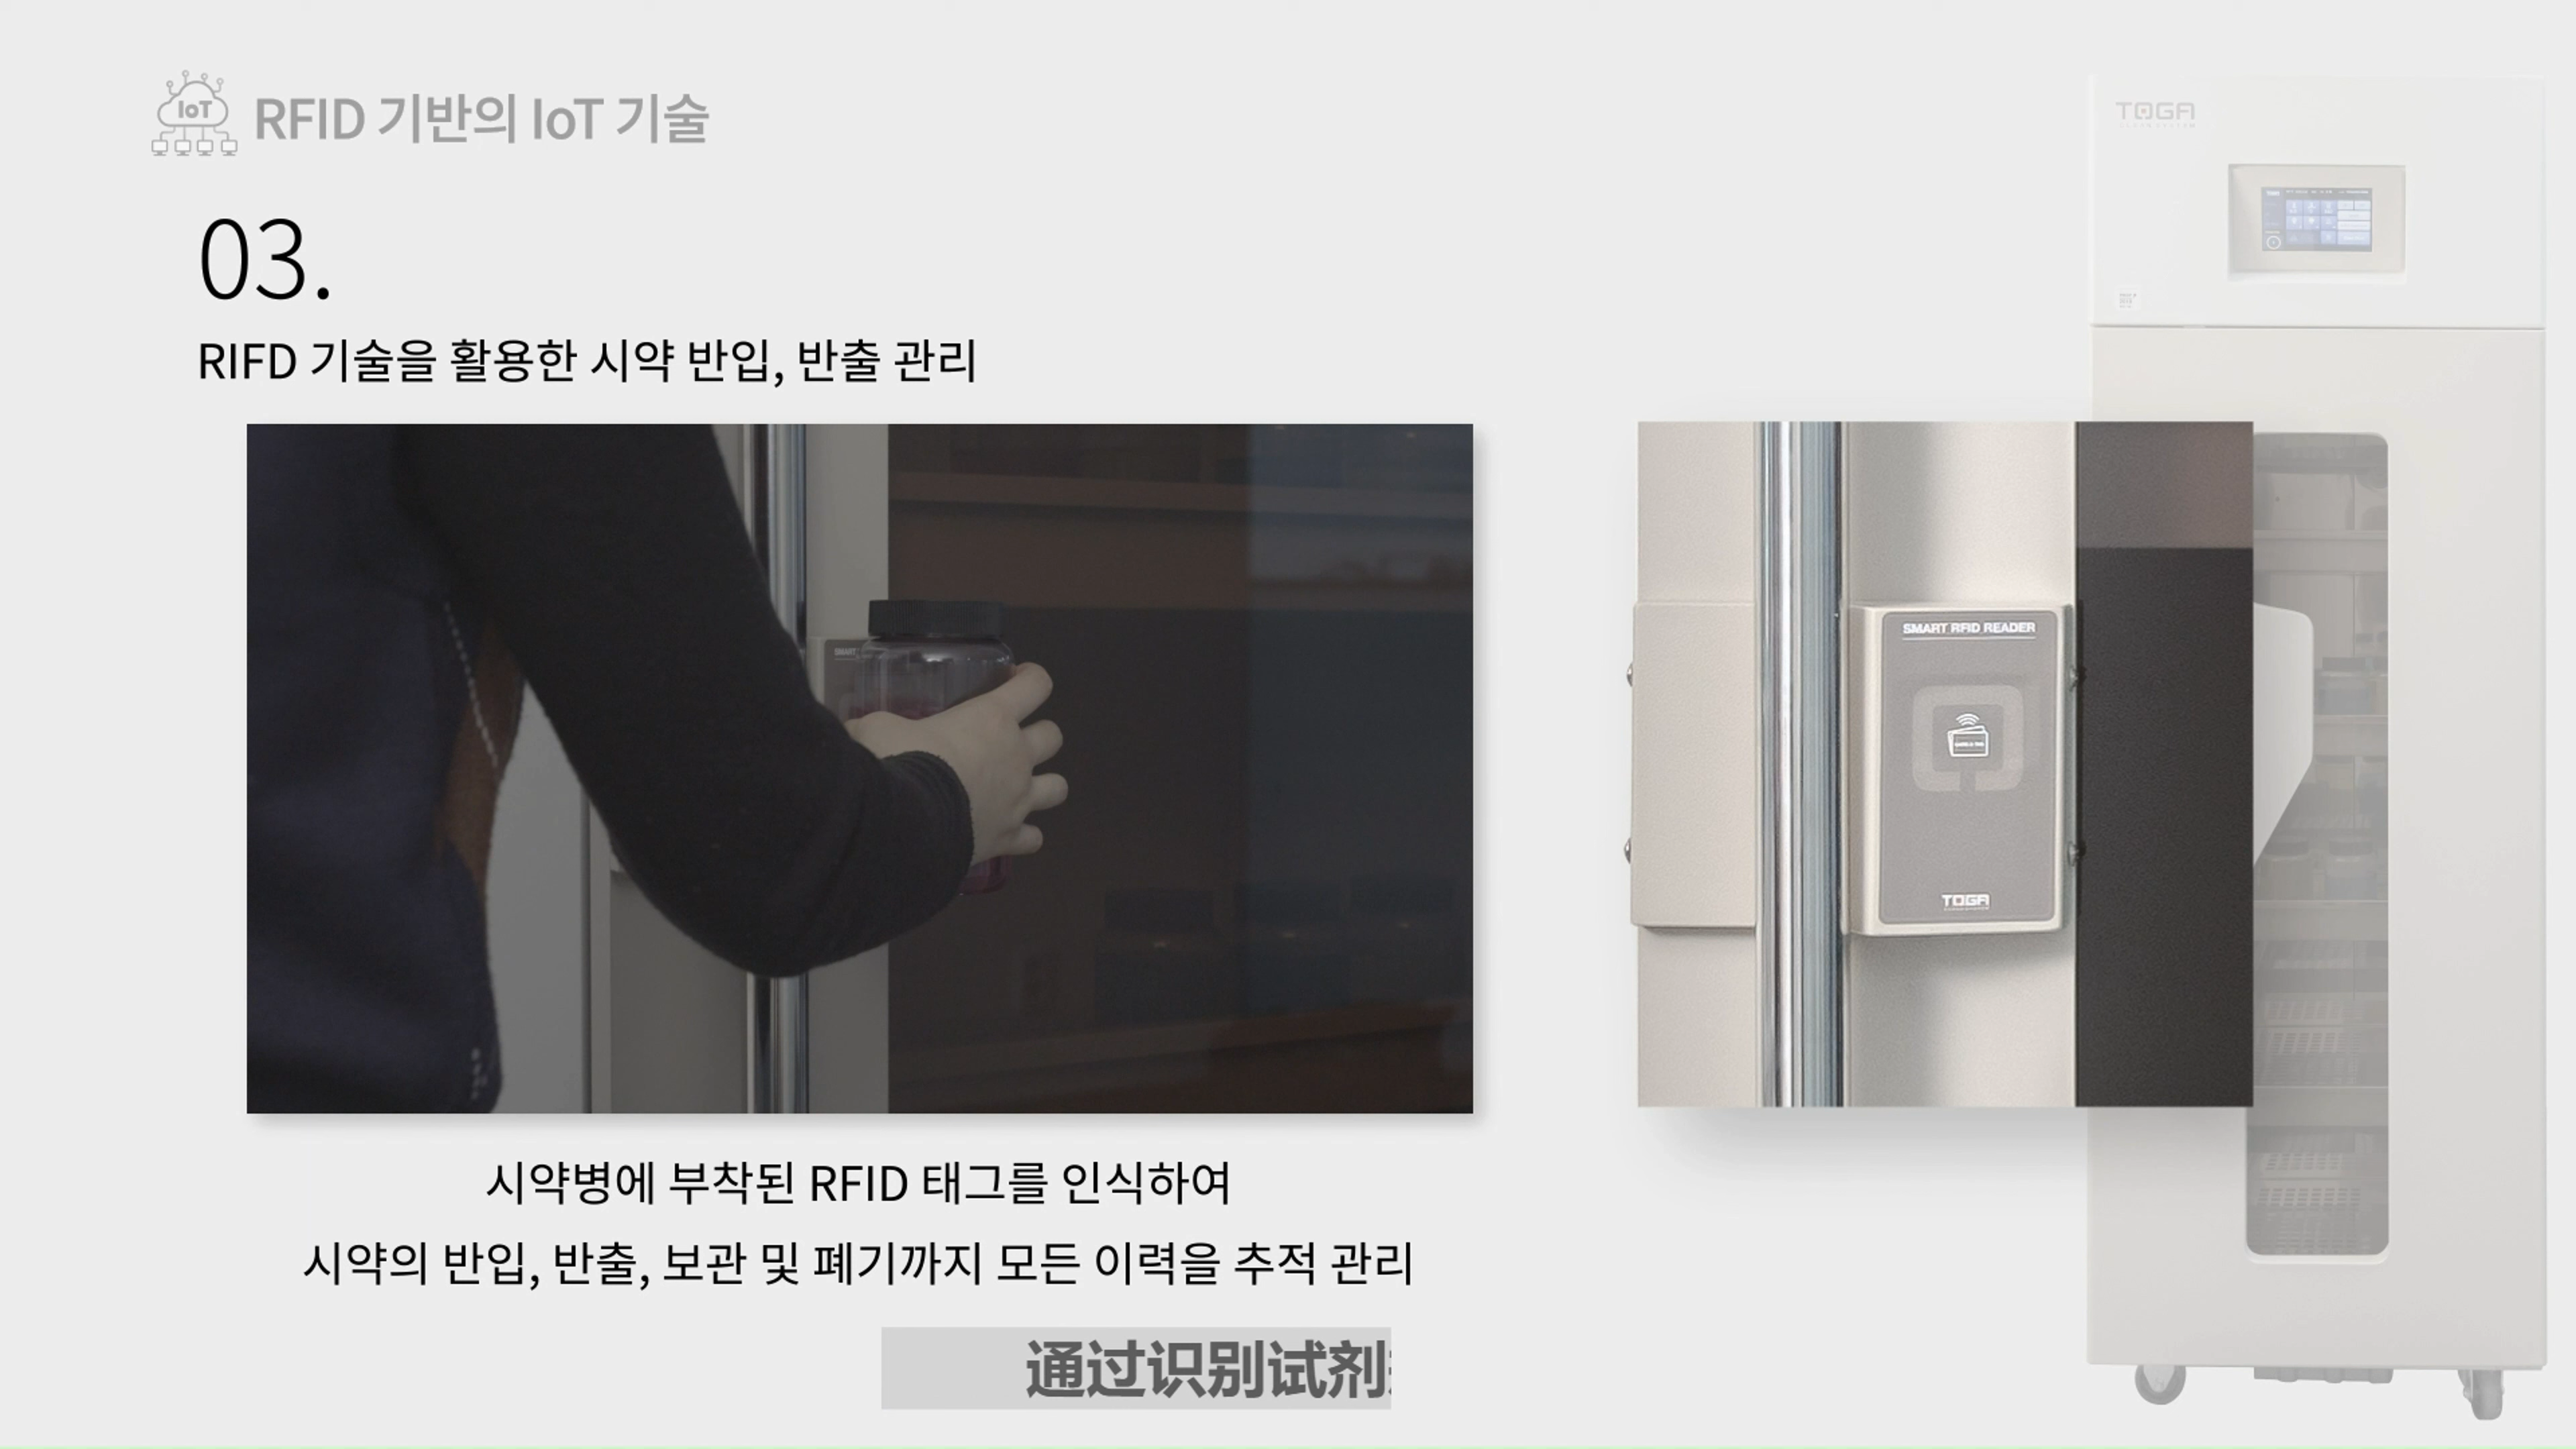 IoT
RFID 기반의 IoT 기술
TOGA
03.
RIFD 기술을 활용한 시약 반입, 반출 관리
SMART
SMART RFID READER
TOGA
시약병에 부착된 RFID 태그를 인식하여
시약의 반입, 반출, 보관 및 폐기까지 모든 이력을 추적 관리
通过识别试剂